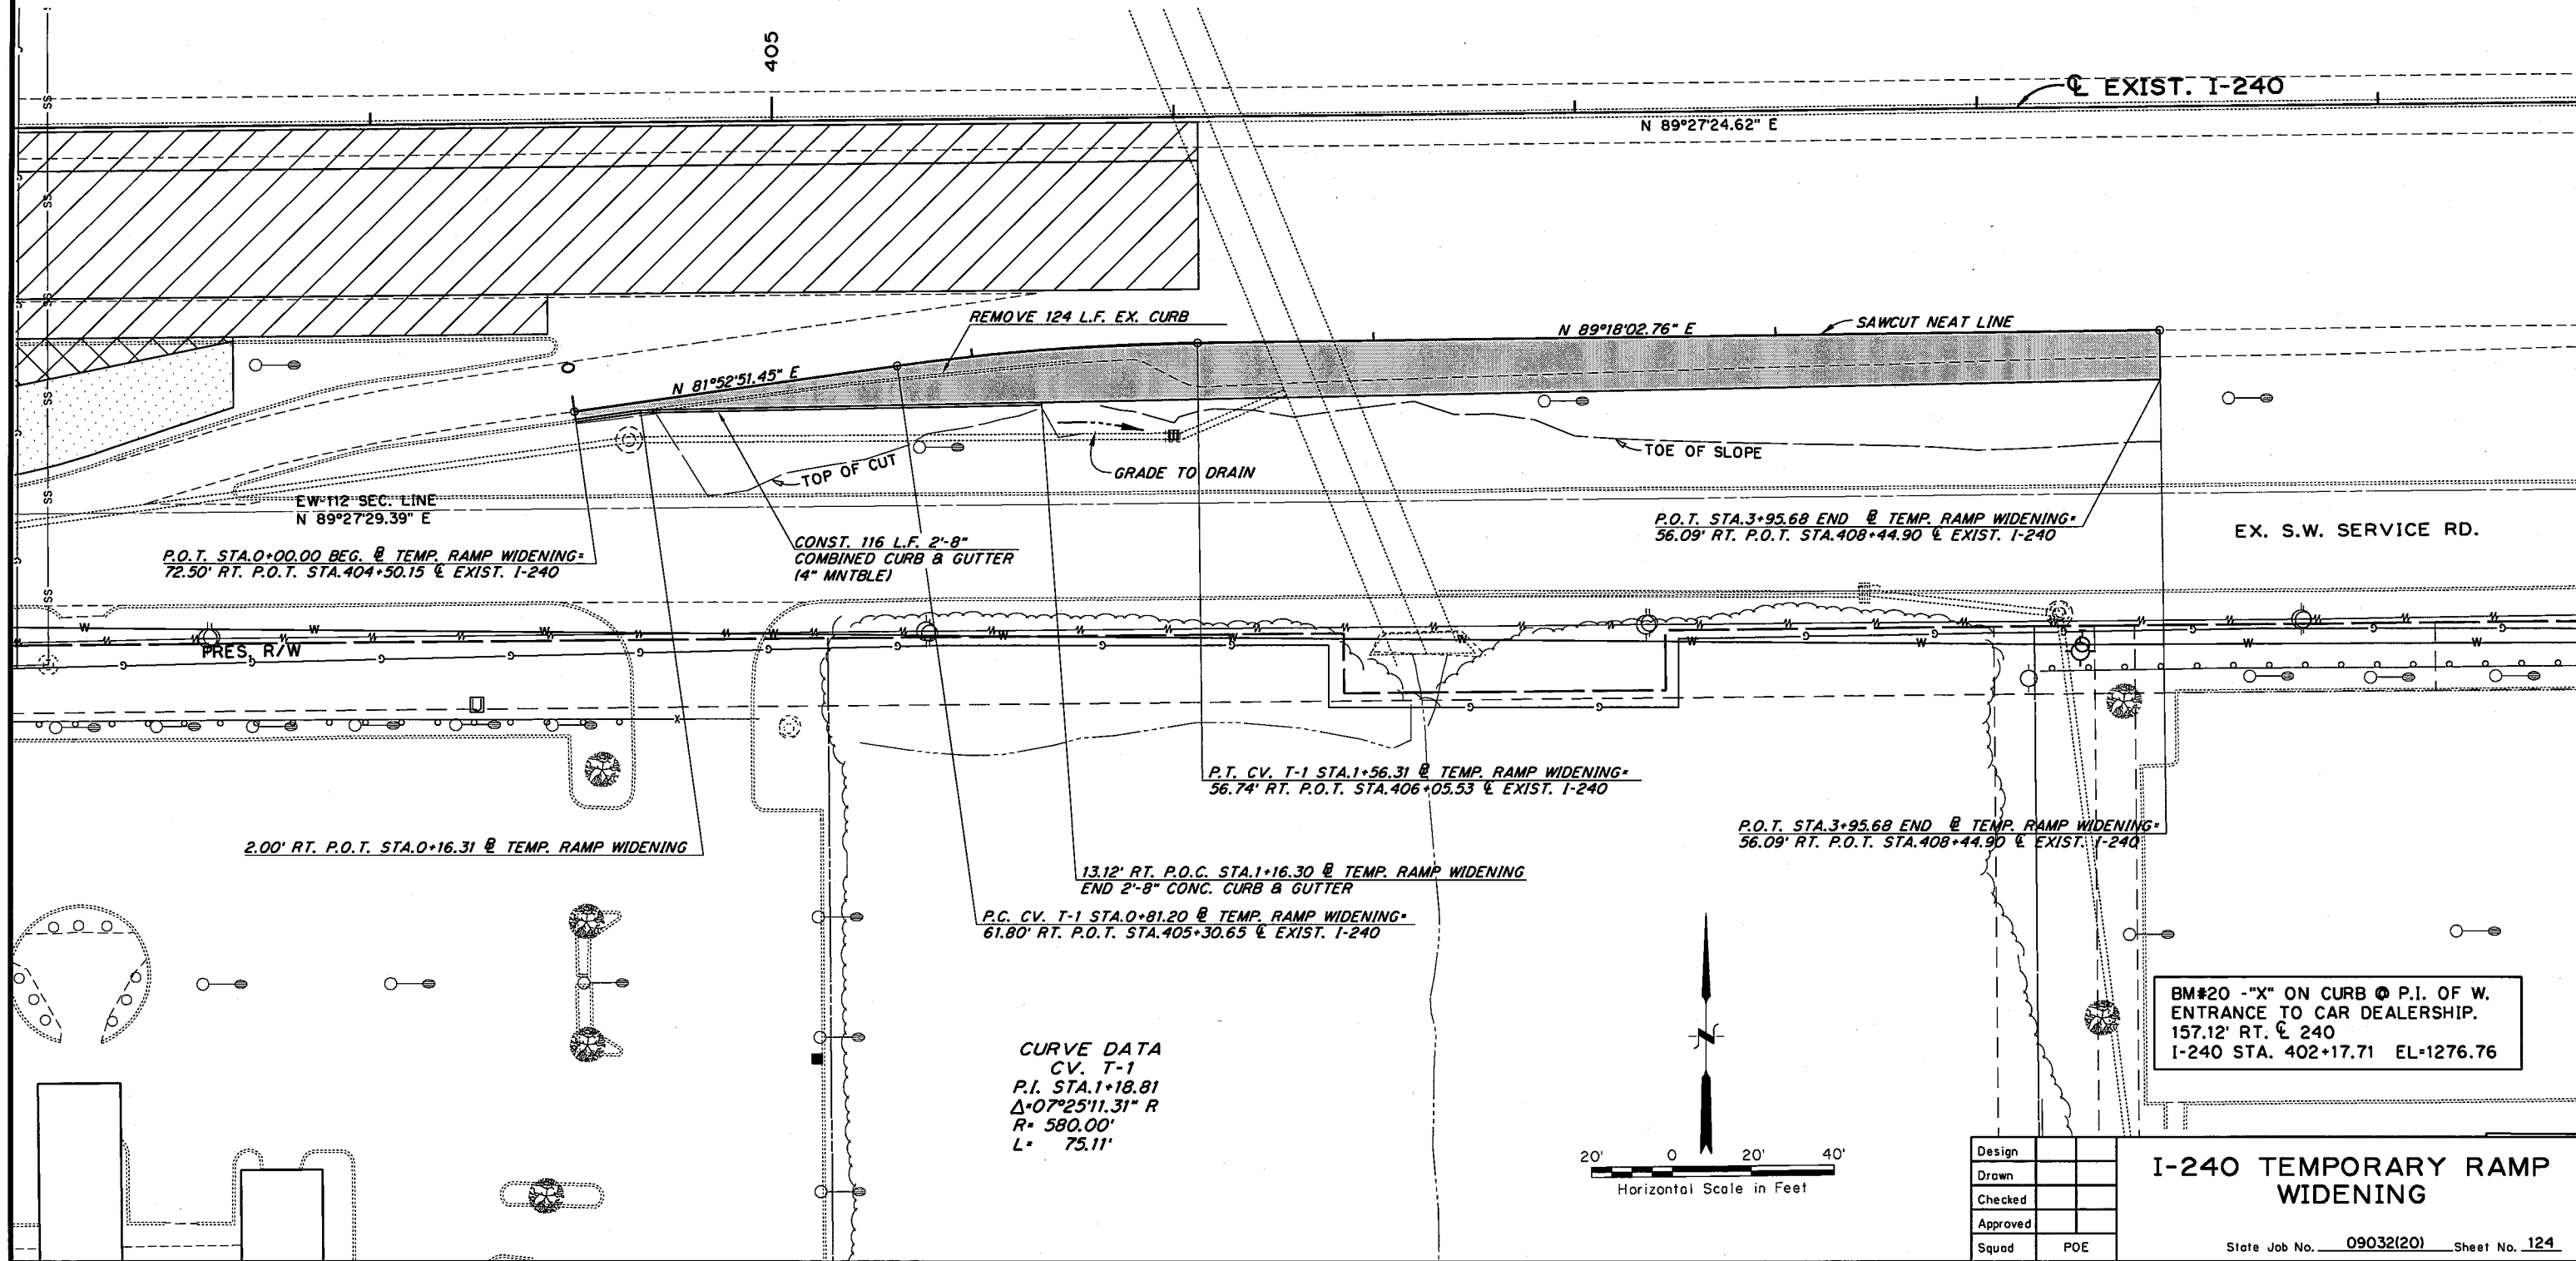 405
℄ EXIST. I-240
N 89°27'24.62" E
REMOVE 124 L.F. EX. CURB
N 89°18'02.76" E
SAWCUT NEAT LINE
N 81°52'51.45" E
TOP OF CUT
GRADE TO DRAIN
TOE OF SLOPE
EW-112 SEC. LINE
N 89°27'29.39" E
P.O.T. STA.0+00.00 BEG. ⅊ TEMP. RAMP WIDENING=
72.50' RT. P.O.T. STA.404+50.15 ℄ EXIST. I-240
CONST. 116 L.F. 2'-8"
COMBINED CURB & GUTTER
(4" MNTBLE)
P.O.T. STA.3+95.68 END ⅊ TEMP. RAMP WIDENING=
56.09' RT. P.O.T. STA.408+44.90 ℄ EXIST. I-240
EX. S.W. SERVICE RD.
PRES. R/W
P.T. CV. T-1 STA.1+56.31 ⅊ TEMP. RAMP WIDENING=
56.74' RT. P.O.T. STA.406+05.53 ℄ EXIST. I-240
2.00' RT. P.O.T. STA.0+16.31 ⅊ TEMP. RAMP WIDENING
P.O.T. STA.3+95.68 END ⅊ TEMP. RAMP WIDENING=
56.09' RT. P.O.T. STA.408+44.90 ℄ EXIST. I-240
13.12' RT. P.O.C. STA.1+16.30 ⅊ TEMP. RAMP WIDENING
END 2'-8" CONC. CURB & GUTTER
P.C. CV. T-1 STA.0+81.20 ⅊ TEMP. RAMP WIDENING=
61.80' RT. P.O.T. STA.405+30.65 ℄ EXIST. I-240
BM#20 -"X" ON CURB @ P.I. OF W.
ENTRANCE TO CAR DEALERSHIP.
157.12' RT. ℄ 240
I-240 STA. 402+17.71 EL=1276.76
CURVE DATA
CV. T-1
P.I. STA.1+18.81
Δ=07°25'11.31" R
R= 580.00'
L= 75.11'
N
20' 0 20' 40'
Horizontal Scale in Feet
Design
Drawn
Checked
Approved
Squad POE
I-240 TEMPORARY RAMP
WIDENING
State Job No. 09032(20) Sheet No. 124